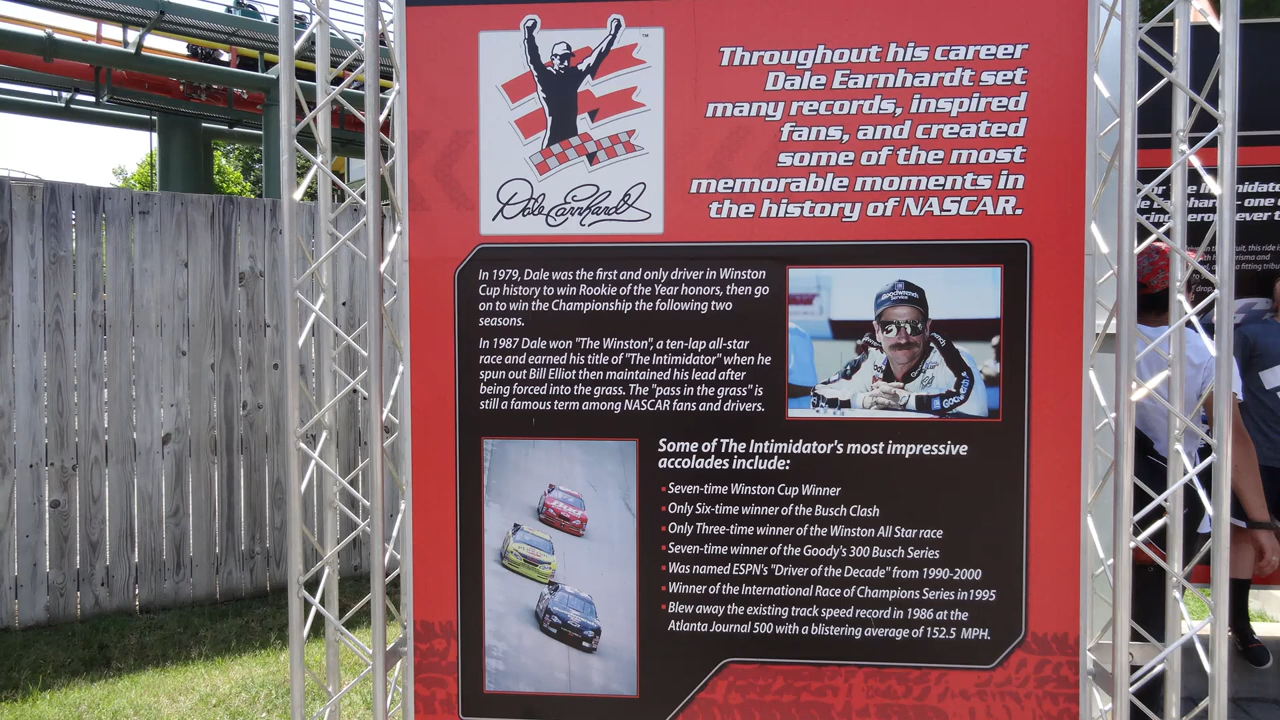 ™
Dale Earnhardt
Throughout his career
Dale Earnhardt set
many records, inspired
fans, and created
some of the most
memorable moments in
the history of NASCAR.
In 1979, Dale was the first and only driver in Winston
Cup history to win Rookie of the Year honors, then go
on to win the Championship the following two
seasons.
In 1987 Dale won "The Winston", a ten-lap all-star
race and earned his title of "The Intimidator" when he
spun out Bill Elliot then maintained his lead after
being forced into the grass. The "pass in the grass" is
still a famous term among NASCAR fans and drivers.
Goodwrench
Service
Goodwrench
Some of The Intimidator's most impressive
accolades include:
Seven-time Winston Cup Winner
Only Six-time winner of the Busch Clash
Only Three-time winner of the Winston All Star race
Seven-time winner of the Goody's 300 Busch Series
Was named ESPN's "Driver of the Decade" from 1990-2000
Winner of the International Race of Champions Series in1995
Blew away the existing track speed record in 1986 at the
Atlanta Journal 500 with a blistering average of 152.5 MPH.